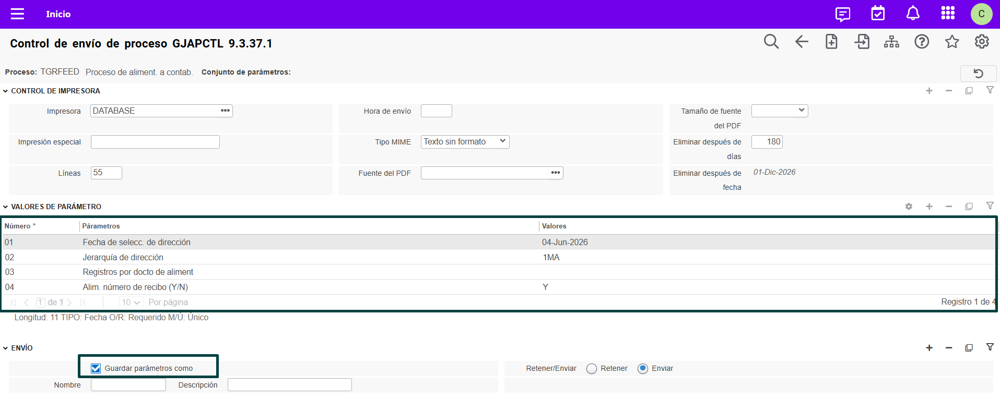 Inicio
C
Control de envío de proceso GJAPCTL 9.3.37.1
Proceso: TGRFEED Proceso de aliment. a contab. Conjunto de parámetros:
CONTROL DE IMPRESORA
Impresora DATABASE ••• Hora de envío Tamaño de fuente
del PDF
Impresión especial Tipo MIME Texto sin formato Eliminar después de 180
días
Líneas 55 Fuente del PDF ••• Eliminar después de 01-Dic-2026
fecha
VALORES DE PARÁMETRO
Número * Párametros Valores
01 Fecha de selecc. de dirección 04-Jun-2026
02 Jerarquía de dirección 1MA
03 Registros por docto de aliment
04 Alim. número de recibo (Y/N) Y
1 de 1 10 Por página Registro 1 de 4
Longitud: 11 TIPO: Fecha O/R: Requerido M/Ú: Único
ENVÍO
Guardar parámetros como Retener/Enviar Retener Enviar
Nombre Descripción